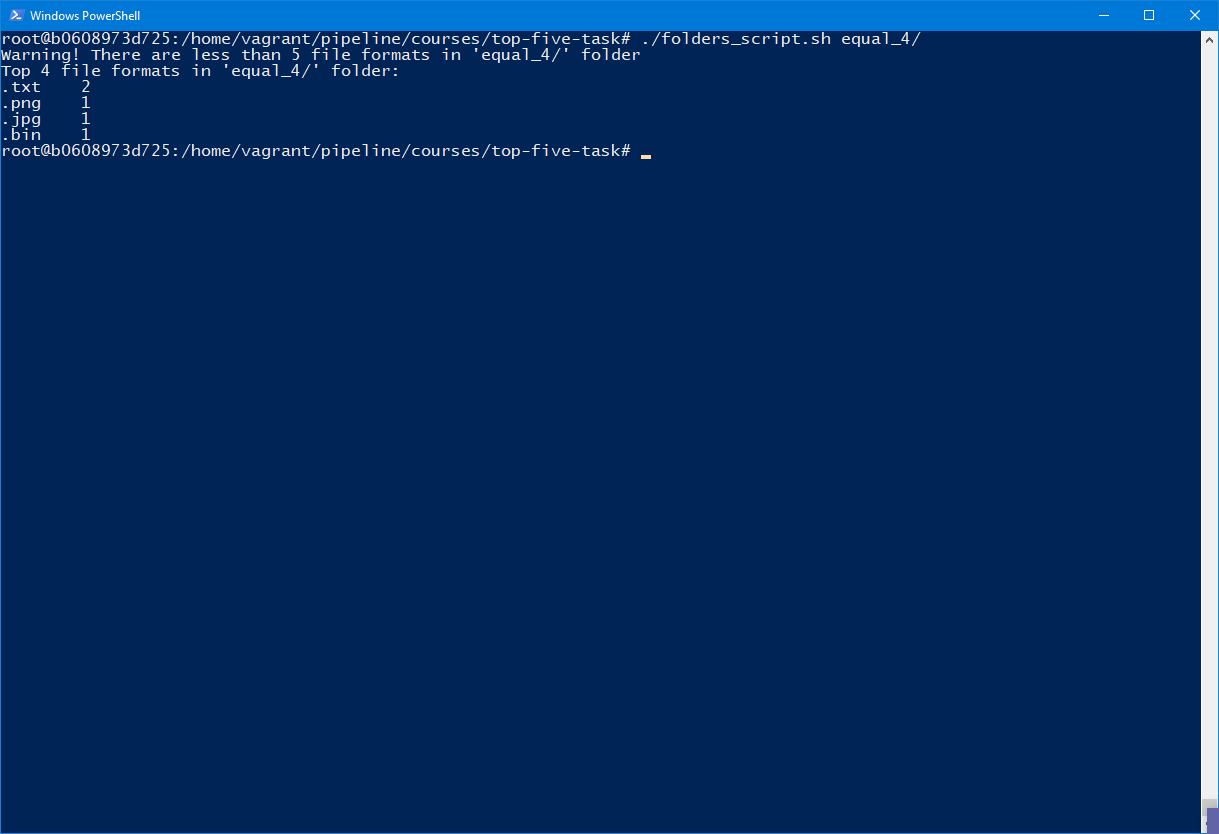 Windows PowerShell
root@b0608973d725:/home/vagrant/pipeline/courses/top-five-task# ./folders_script.sh equal_4/
Warning! There are less than 5 file formats in 'equal_4/' folder
Top 4 file formats in 'equal_4/' folder:
.txt    2
.png    1
.jpg    1
.bin    1
root@b0608973d725:/home/vagrant/pipeline/courses/top-five-task#